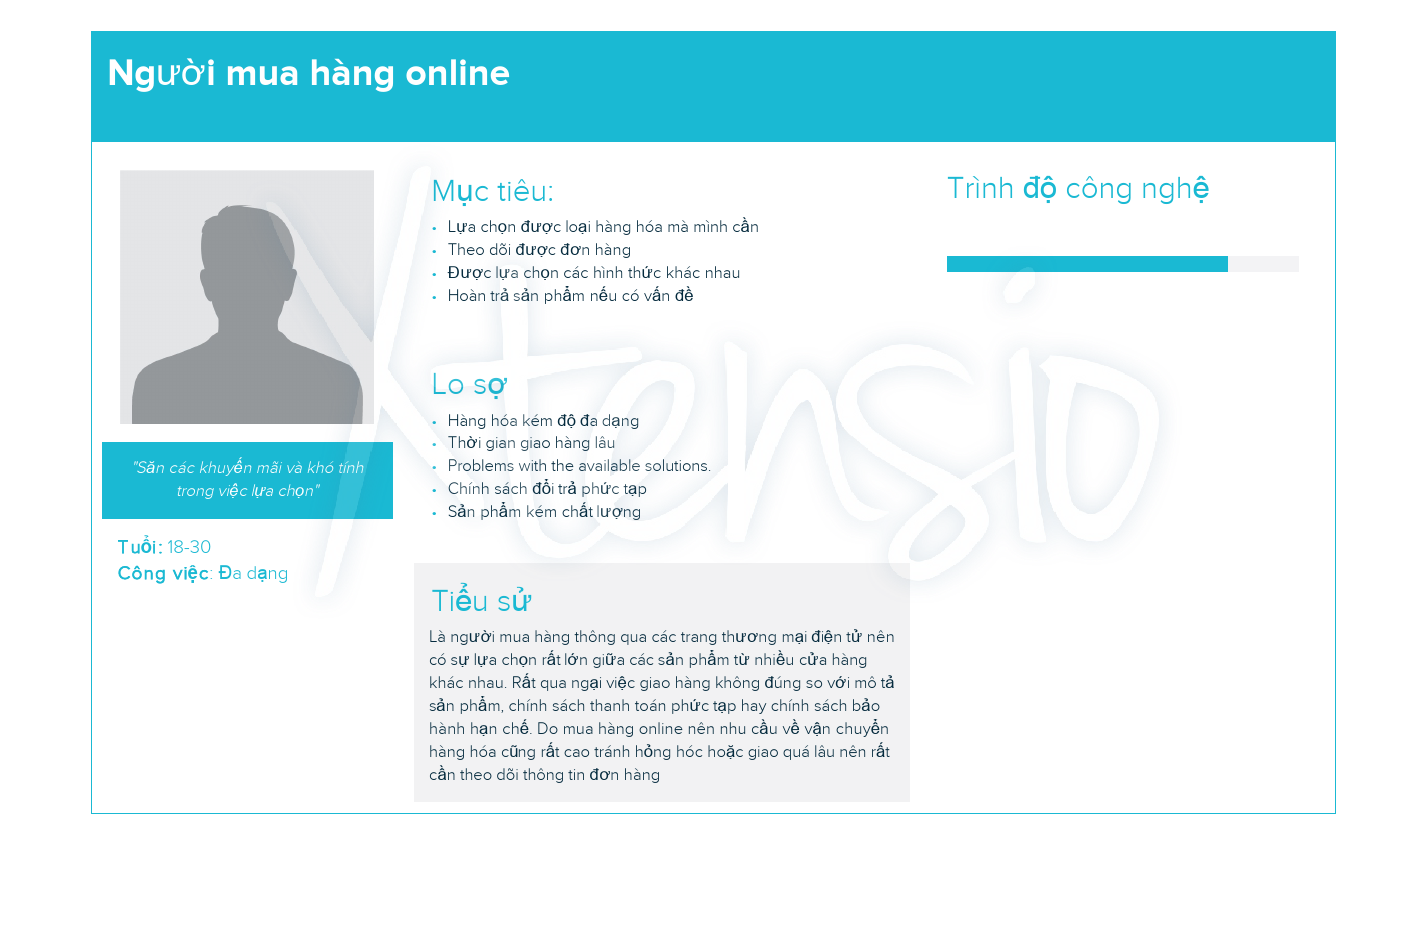 Người mua hàng online
"Săn các khuyến mãi và khó tính
trong việc lựa chọn"
Tuổi: 18-30
Công việc: Đa dạng
Mục tiêu:
• Lựa chọn được loại hàng hóa mà mình cần
• Theo dõi được đơn hàng
• Được lựa chọn các hình thức khác nhau
• Hoàn trả sản phẩm nếu có vấn đề
Lo sợ
• Hàng hóa kém độ đa dạng
• Thời gian giao hàng lâu
• Problems with the available solutions.
• Chính sách đổi trả phức tạp
• Sản phẩm kém chất lượng
Tiểu sử
Là người mua hàng thông qua các trang thương mại điện tử nên
có sự lựa chọn rất lớn giữa các sản phẩm từ nhiều cửa hàng
khác nhau. Rất qua ngại việc giao hàng không đúng so với mô tả
sản phẩm, chính sách thanh toán phức tạp hay chính sách bảo
hành hạn chế. Do mua hàng online nên nhu cầu về vận chuyển
hàng hóa cũng rất cao tránh hỏng hóc hoặc giao quá lâu nên rất
cần theo dõi thông tin đơn hàng
Trình độ công nghệ
Xtensio